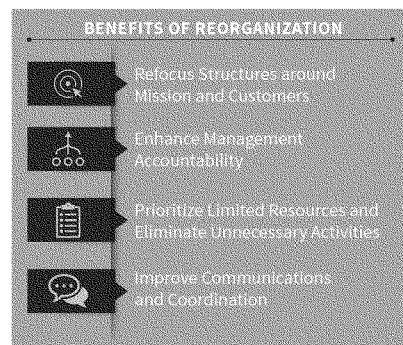 BENEFITS OF REORGANIZATION
Refocus Structures around
Mission and Customers
Enhance Management
Accountability
Prioritize Limited Resources and
Eliminate Unnecessary Activities
Improve Communications
and Coordination